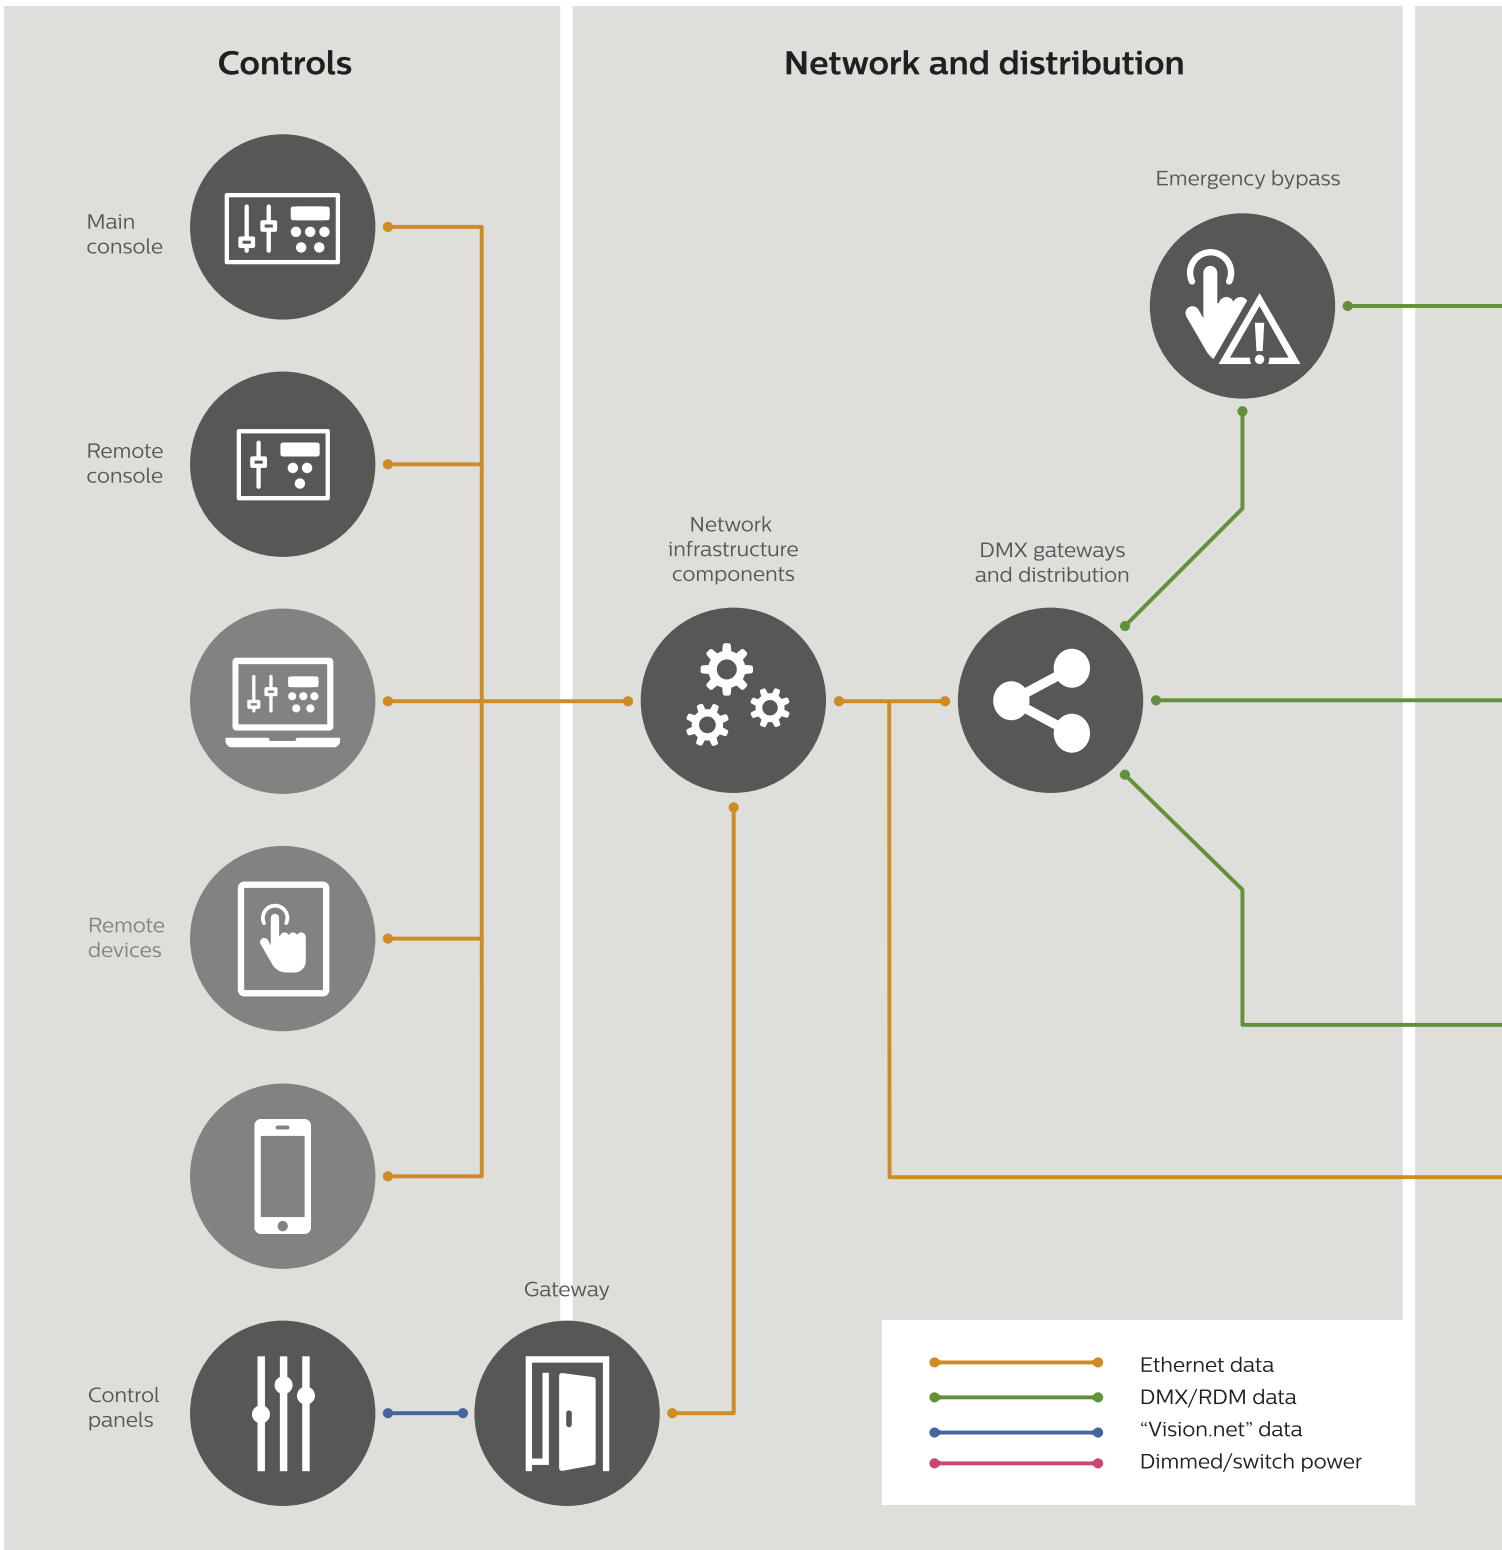 Controls
Network and distribution
Main
console
Emergency bypass
Remote
console
Network
infrastructure
components
DMX gateways
and distribution
Remote
devices
Gateway
Control
panels
Ethernet data
DMX/RDM data
“Vision.net” data
Dimmed/switch power